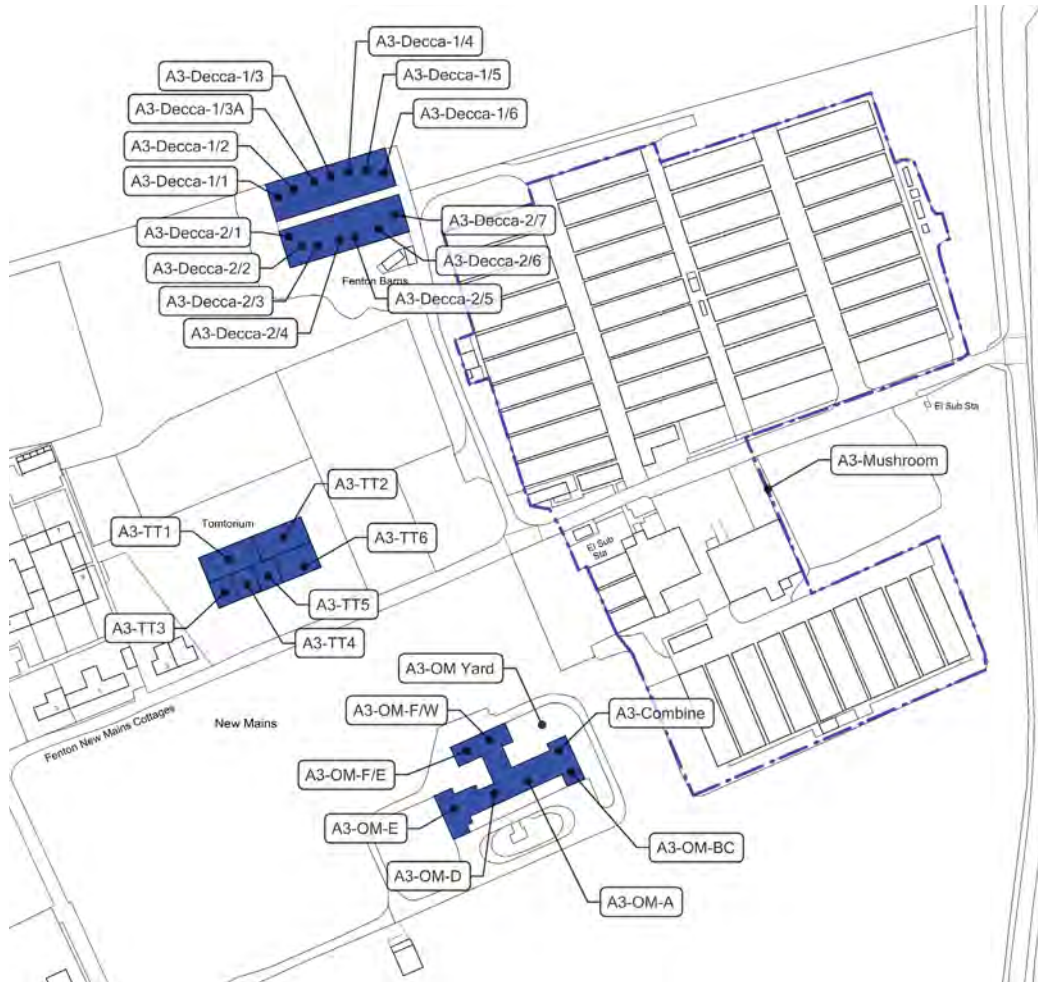 A3-Decca-1/4
A3-Decca-1/3
A3-Decca-1/5
A3-Decca-1/3A
A3-Decca-1/6
A3-Decca-1/2
A3-Decca-1/1
A3-Decca-2/1
A3-Decca-2/7
A3-Decca-2/2
A3-Decca-2/6
Fenton Barns
A3-Decca-2/3
A3-Decca-2/5
A3-Decca-2/4
El Sub Sta
A3-Mushroom
A3-TT2
Tomtorium
A3-TT1
A3-TT6
El Sub
Sta
A3-TT5
A3-TT3
A3-TT4
A3-OM Yard
A3-OM-F/W
A3-Combine
New Mains
Fenton New Mains Cottages
A3-OM-F/E
A3-OM-E
A3-OM-BC
A3-OM-D
A3-OM-A